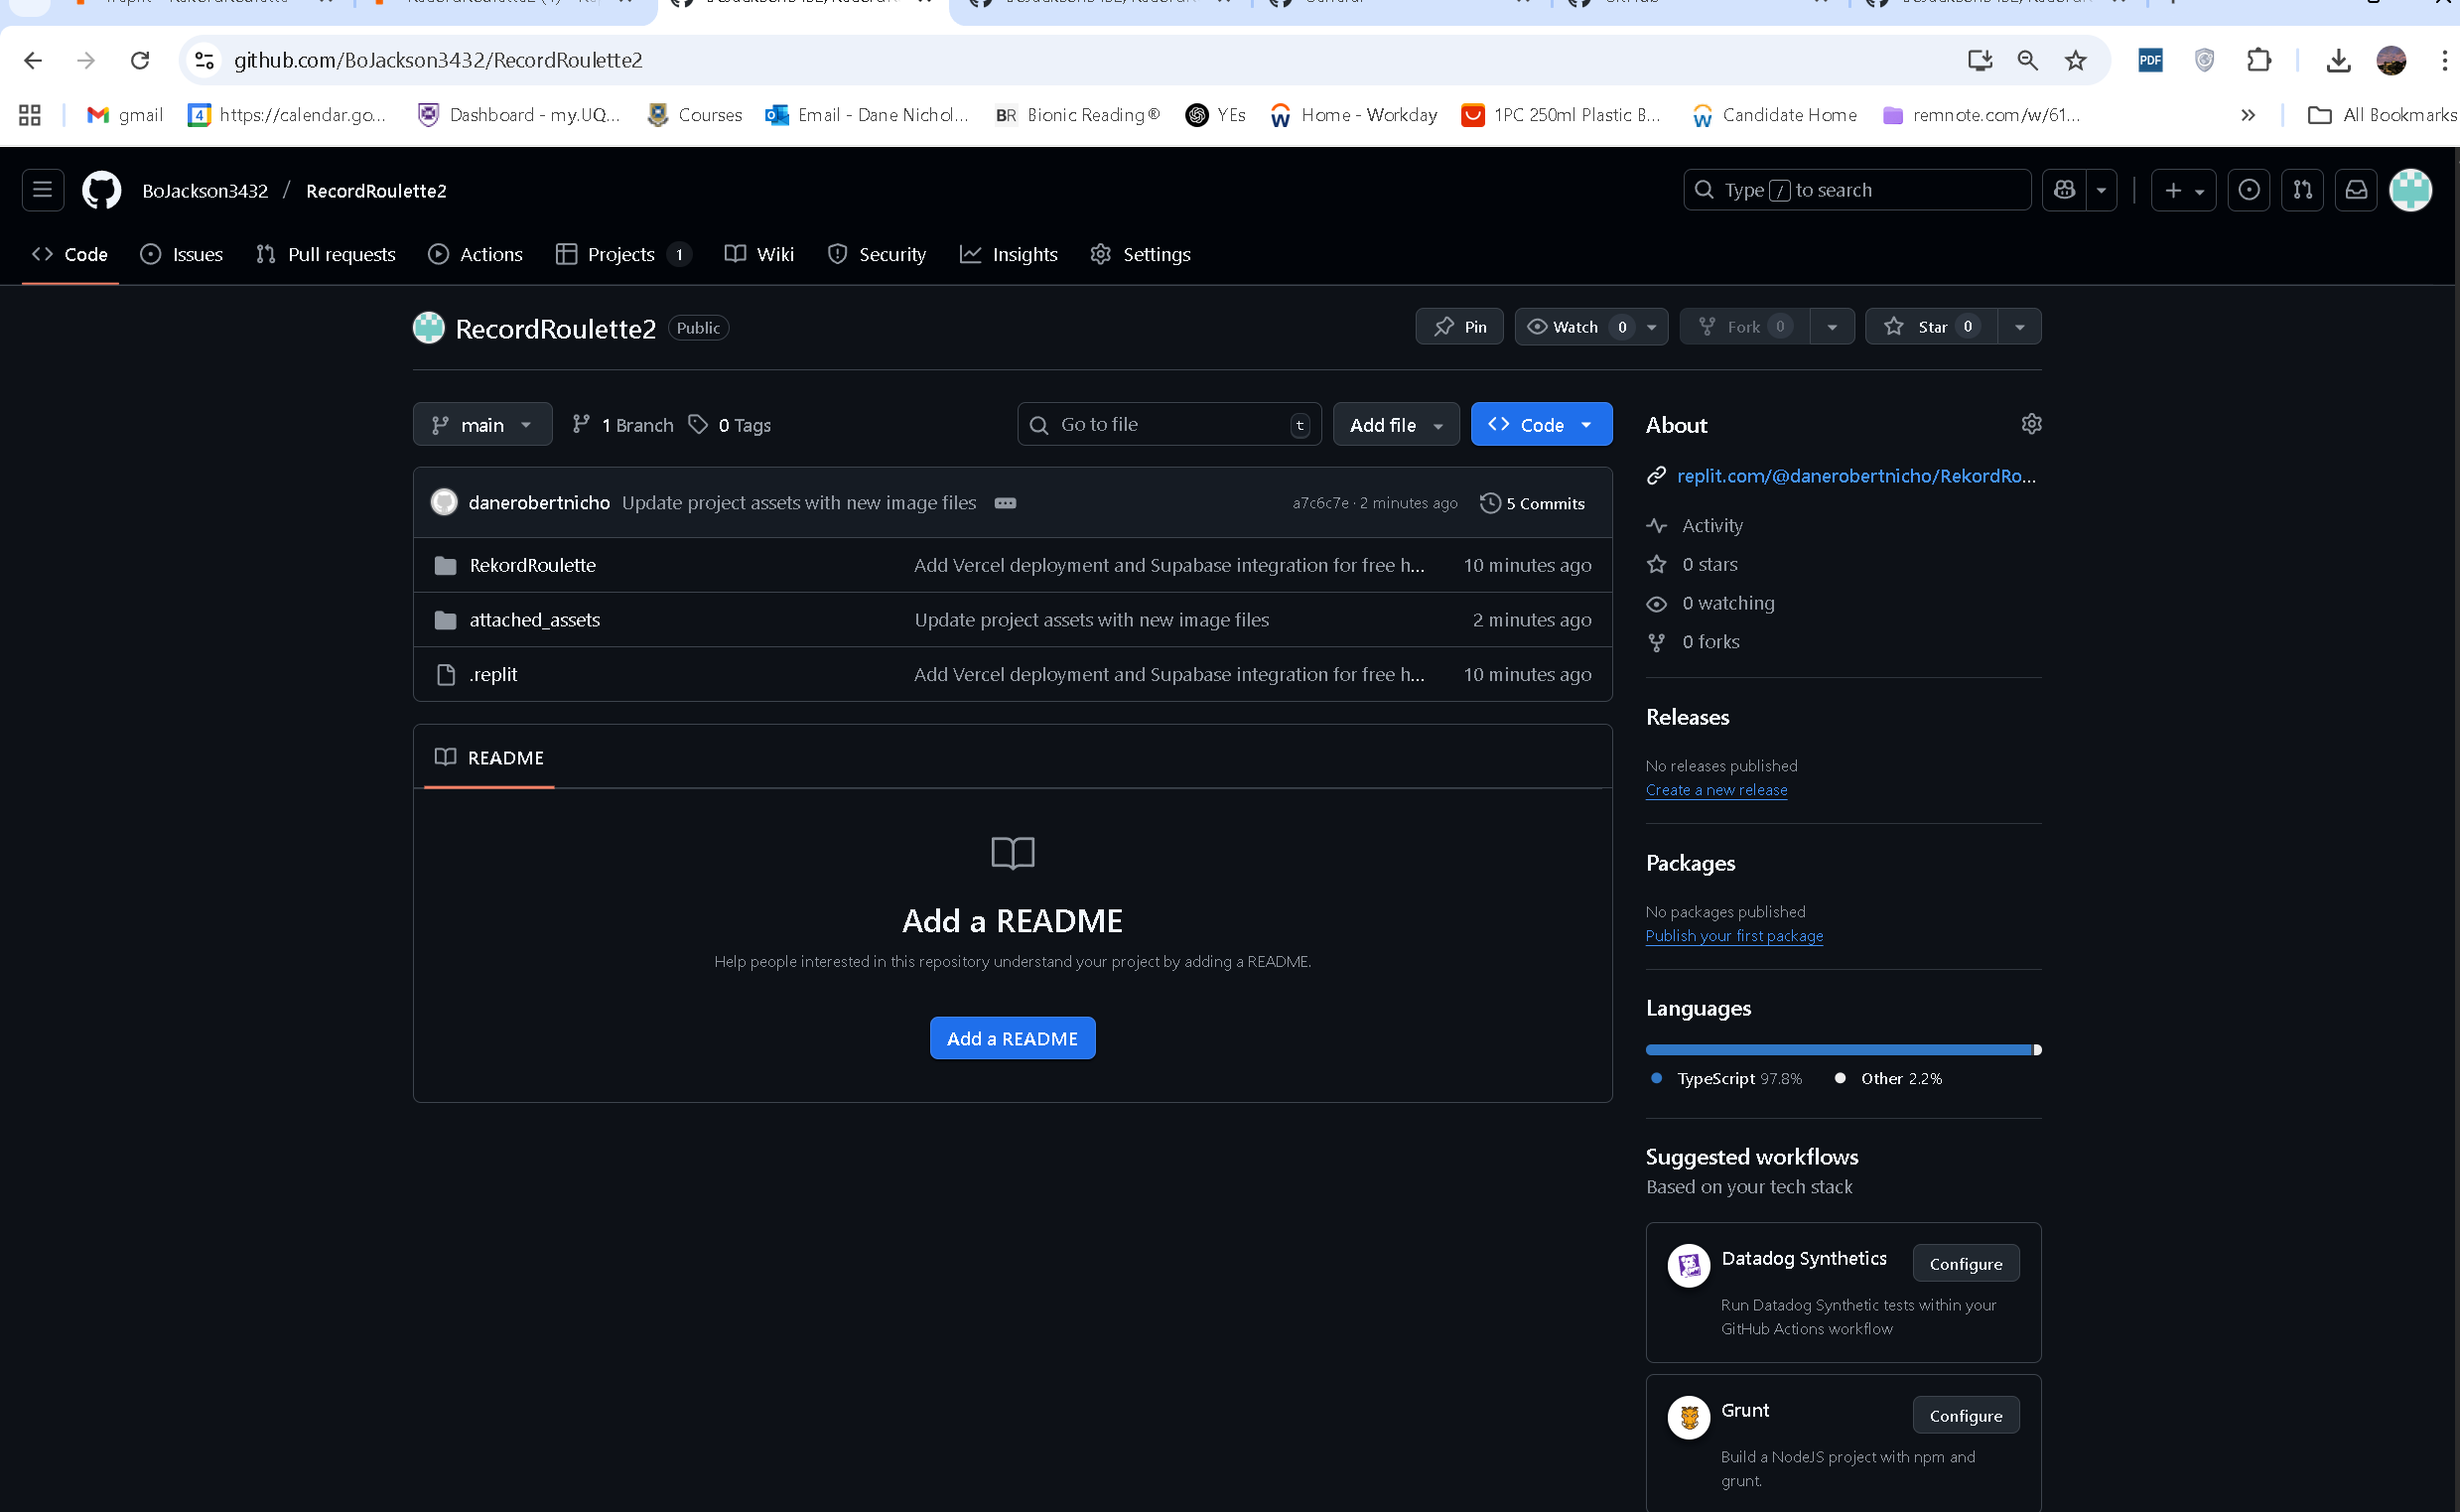 github.com/BoJackson3432/RecordRoulette2
gmail
4 https://calendar.go...
Dashboard - my.UQ...
Courses
Email - Dane Nichol...
BR Bionic Reading®
YEs
Home - Workday
1PC 250ml Plastic B...
Candidate Home
remnote.com/w/61...
All Bookmarks
PDF
BoJackson3432 / RecordRoulette2
Type / to search
Code
Issues
Pull requests
Actions
Projects 1
Wiki
Security
Insights
Settings
RecordRoulette2 Public
Pin
Watch 0
Fork 0
Star 0
main
1 Branch
0 Tags
Go to file t
Add file
Code
danerobertnicho Update project assets with new image files
a7c6c7e · 2 minutes ago
5 Commits
RekordRoulette Add Vercel deployment and Supabase integration for free h... 10 minutes ago
attached_assets Update project assets with new image files 2 minutes ago
.replit Add Vercel deployment and Supabase integration for free h... 10 minutes ago
README
Add a README
Help people interested in this repository understand your project by adding a README.
Add a README
About
replit.com/@danerobertnicho/RekordRo...
Activity
0 stars
0 watching
0 forks
Releases
No releases published
Create a new release
Packages
No packages published
Publish your first package
Languages
TypeScript 97.8% Other 2.2%
Suggested workflows
Based on your tech stack
Datadog Synthetics Configure
Run Datadog Synthetic tests within your
GitHub Actions workflow
Grunt Configure
Build a NodeJS project with npm and
grunt.